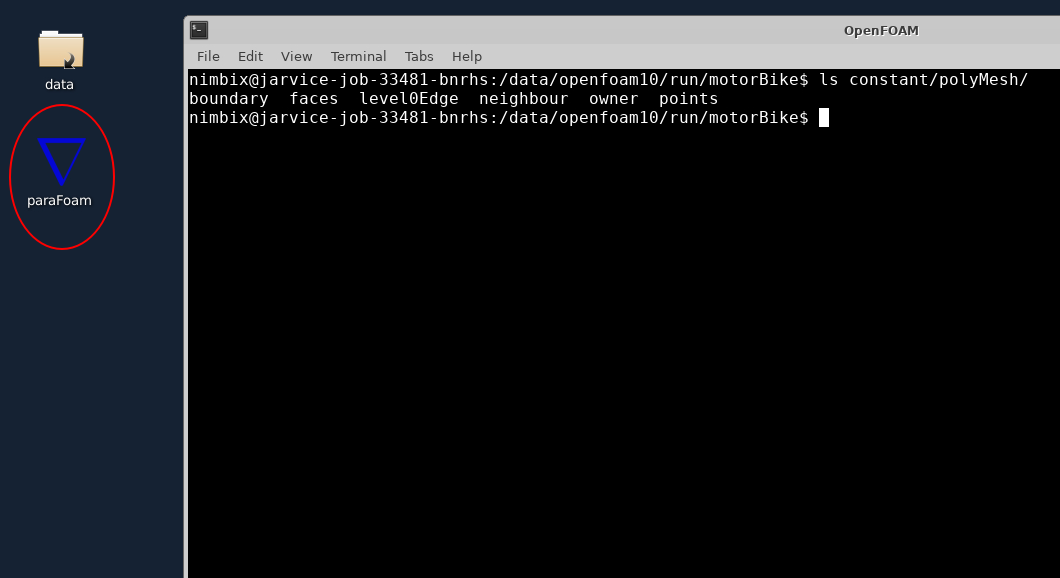 data
paraFoam
OpenFOAM
File Edit View Terminal Tabs Help
nimbix@jarvice-job-33481-bnrhs:/data/openfoam10/run/motorBike$ ls constant/polyMesh/
boundary  faces  level0Edge  neighbour  owner  points
nimbix@jarvice-job-33481-bnrhs:/data/openfoam10/run/motorBike$